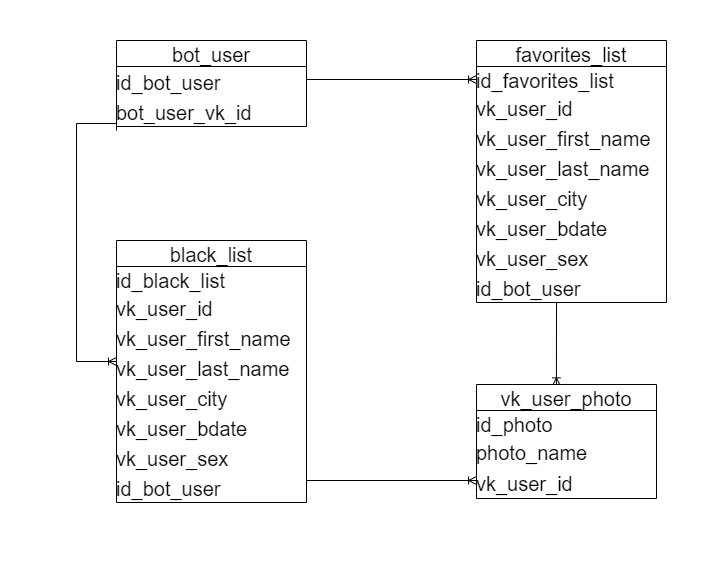 bot_user
id_bot_user
bot_user_vk_id
favorites_list
id_favorites_list
vk_user_id
vk_user_first_name
vk_user_last_name
vk_user_city
vk_user_bdate
vk_user_sex
id_bot_user
black_list
id_black_list
vk_user_id
vk_user_first_name
vk_user_last_name
vk_user_city
vk_user_bdate
vk_user_sex
id_bot_user
vk_user_photo
id_photo
photo_name
vk_user_id